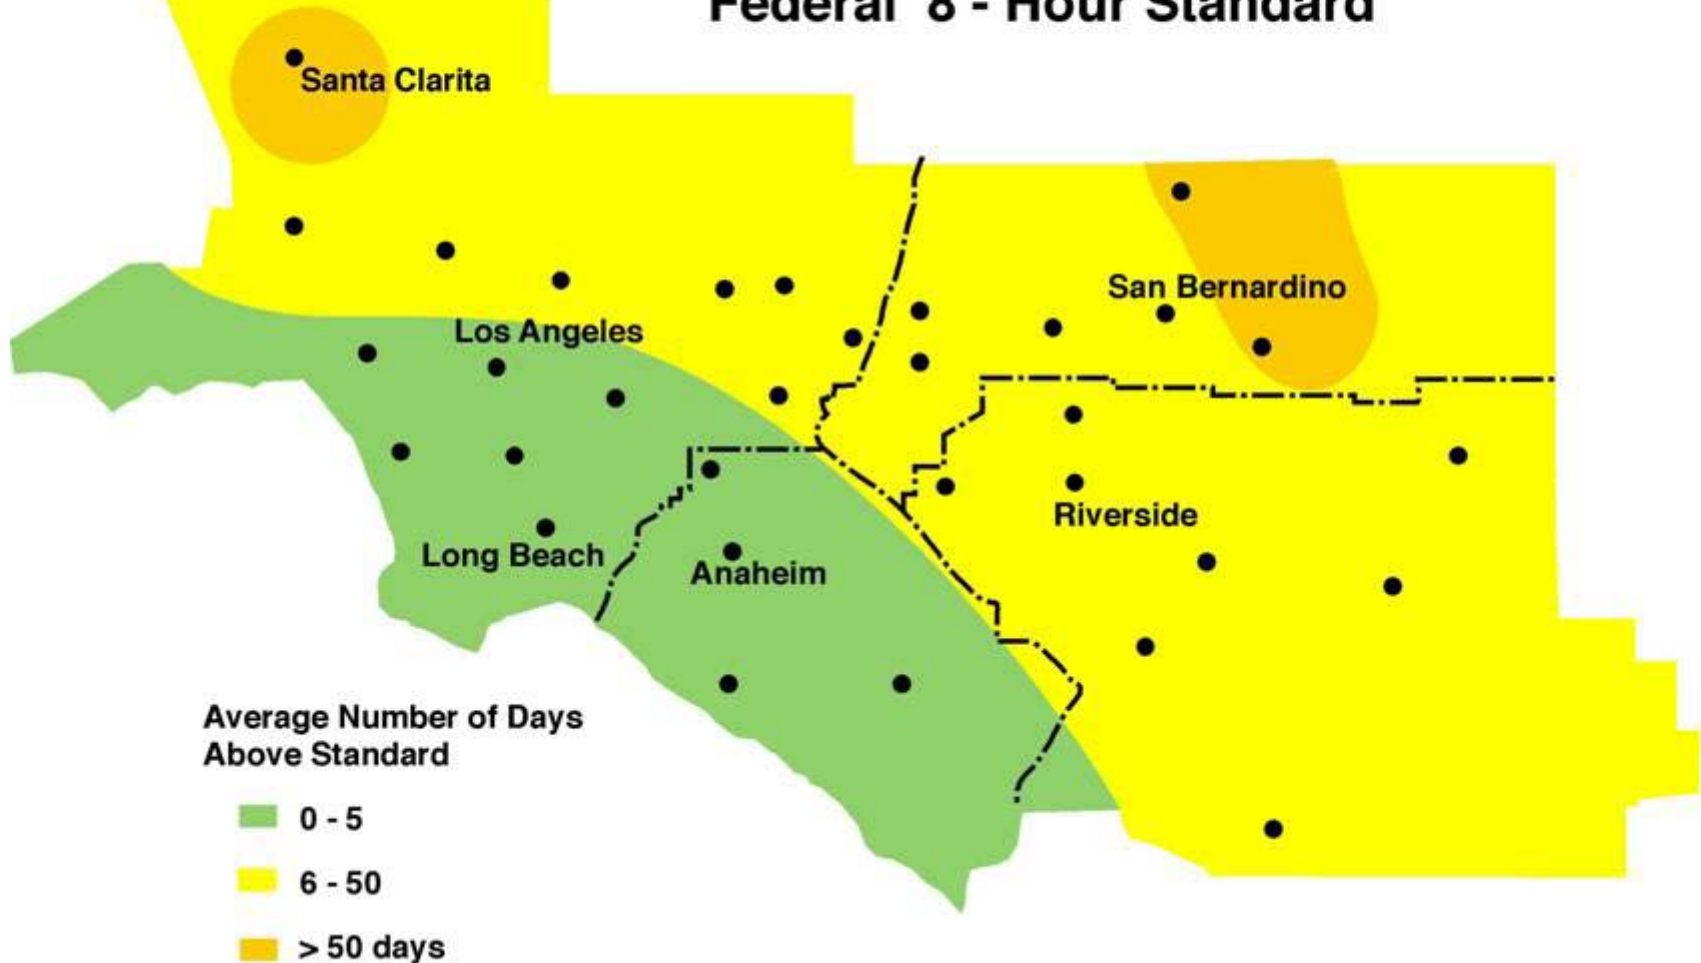 Federal 8 - Hour Standard
Santa Clarita
San Bernardino
Los Angeles
Riverside
Long Beach
Anaheim
Average Number of Days
Above Standard
0 - 5
6 - 50
> 50 days